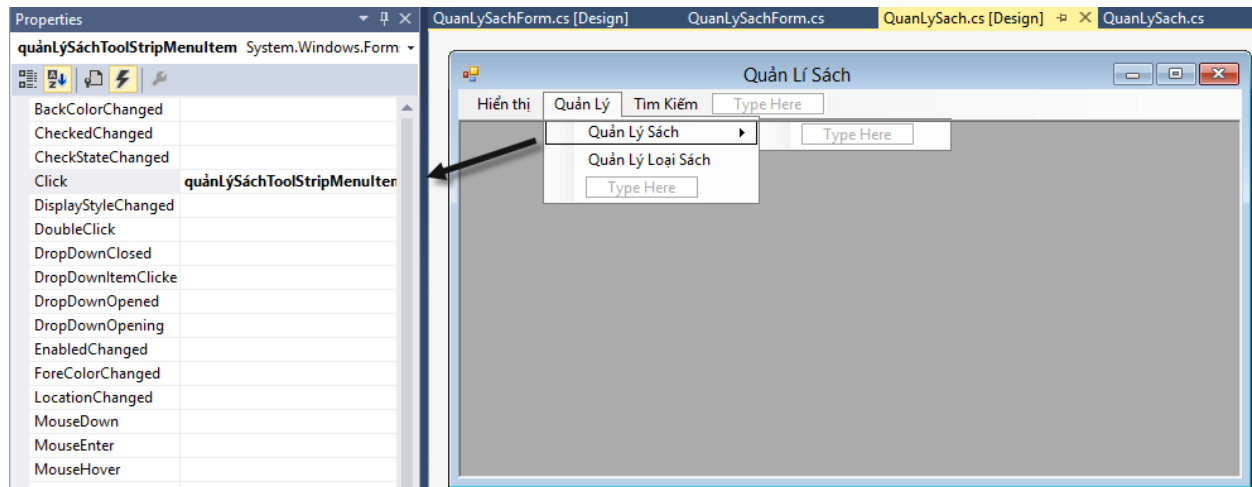 Properties
quảnLýSáchToolStripMenuItem System.Windows.Form
BackColorChanged
CheckedChanged
CheckStateChanged
Click quảnLýSáchToolStripMenuIten
DisplayStyleChanged
DoubleClick
DropDownClosed
DropDownItemClicke
DropDownOpened
DropDownOpening
EnabledChanged
ForeColorChanged
LocationChanged
MouseDown
MouseEnter
MouseHover
QuanLySachForm.cs [Design] QuanLySachForm.cs QuanLySach.cs [Design] QuanLySach.cs
Quản Lí Sách
Hiển thị Quản Lý Tìm Kiếm Type Here
Quản Lý Sách Type Here
Quản Lý Loại Sách
Type Here